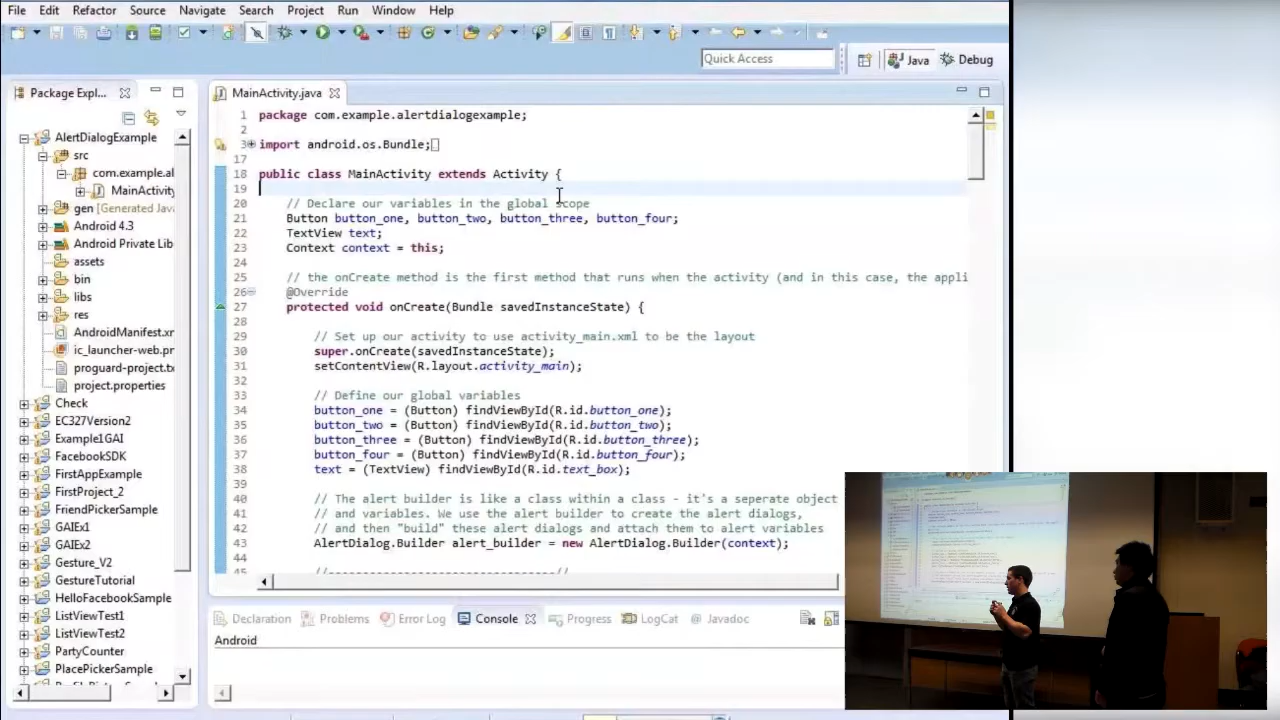 File Edit Refactor Source Navigate Search Project Run Window Help
Quick Access
Java
Debug
Package Expl...
AlertDialogExample
src
com.example.al
MainActivity
gen [Generated Java
Android 4.3
Android Private Lib
assets
bin
libs
res
AndroidManifest.xm
ic_launcher-web.pr
proguard-project.tx
project.properties
Check
EC327Version2
Example1GAI
FacebookSDK
FirstAppExample
FirstProject_2
FriendPickerSample
GAIEx1
GAIEx2
Gesture_V2
GestureTutorial
HelloFacebookSample
ListViewTest1
ListViewTest2
PartyCounter
PlacePickerSample
MainActivity.java
1 package com.example.alertdialogexample;
2
3 import android.os.Bundle;
17
18 public class MainActivity extends Activity {
19
20 // Declare our variables in the global scope
21 Button button_one, button_two, button_three, button_four;
22 TextView text;
23 Context context = this;
24
25 // the onCreate method is the first method that runs when the activity (and in this case, the appli
26 @Override
27 protected void onCreate(Bundle savedInstanceState) {
28
29 // Set up our activity to use activity_main.xml to be the layout
30 super.onCreate(savedInstanceState);
31 setContentView(R.layout.activity_main);
32
33 // Define our global variables
34 button_one = (Button) findViewById(R.id.button_one);
35 button_two = (Button) findViewById(R.id.button_two);
36 button_three = (Button) findViewById(R.id.button_three);
37 button_four = (Button) findViewById(R.id.button_four);
38 text = (TextView) findViewById(R.id.text_box);
39
40 // The alert builder is like a class within a class - it's a seperate object
41 // and variables. We use the alert builder to create the alert dialogs,
42 // and then "build" these alert dialogs and attach them to alert variables
43 AlertDialog.Builder alert_builder = new AlertDialog.Builder(context);
44
//-------------------------------//
Declaration
Problems
Error Log
Console
Progress
LogCat
Javadoc
Android